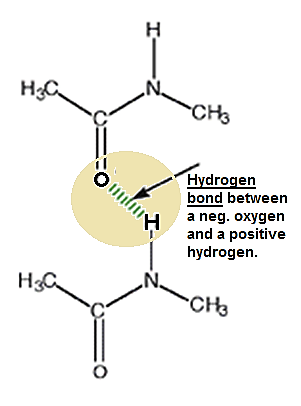 H
H₃C
N
C
CH₃
O
Hydrogen
bond between
a neg. oxygen
and a positive
hydrogen.
H
H₃C
N
C
CH₃
O